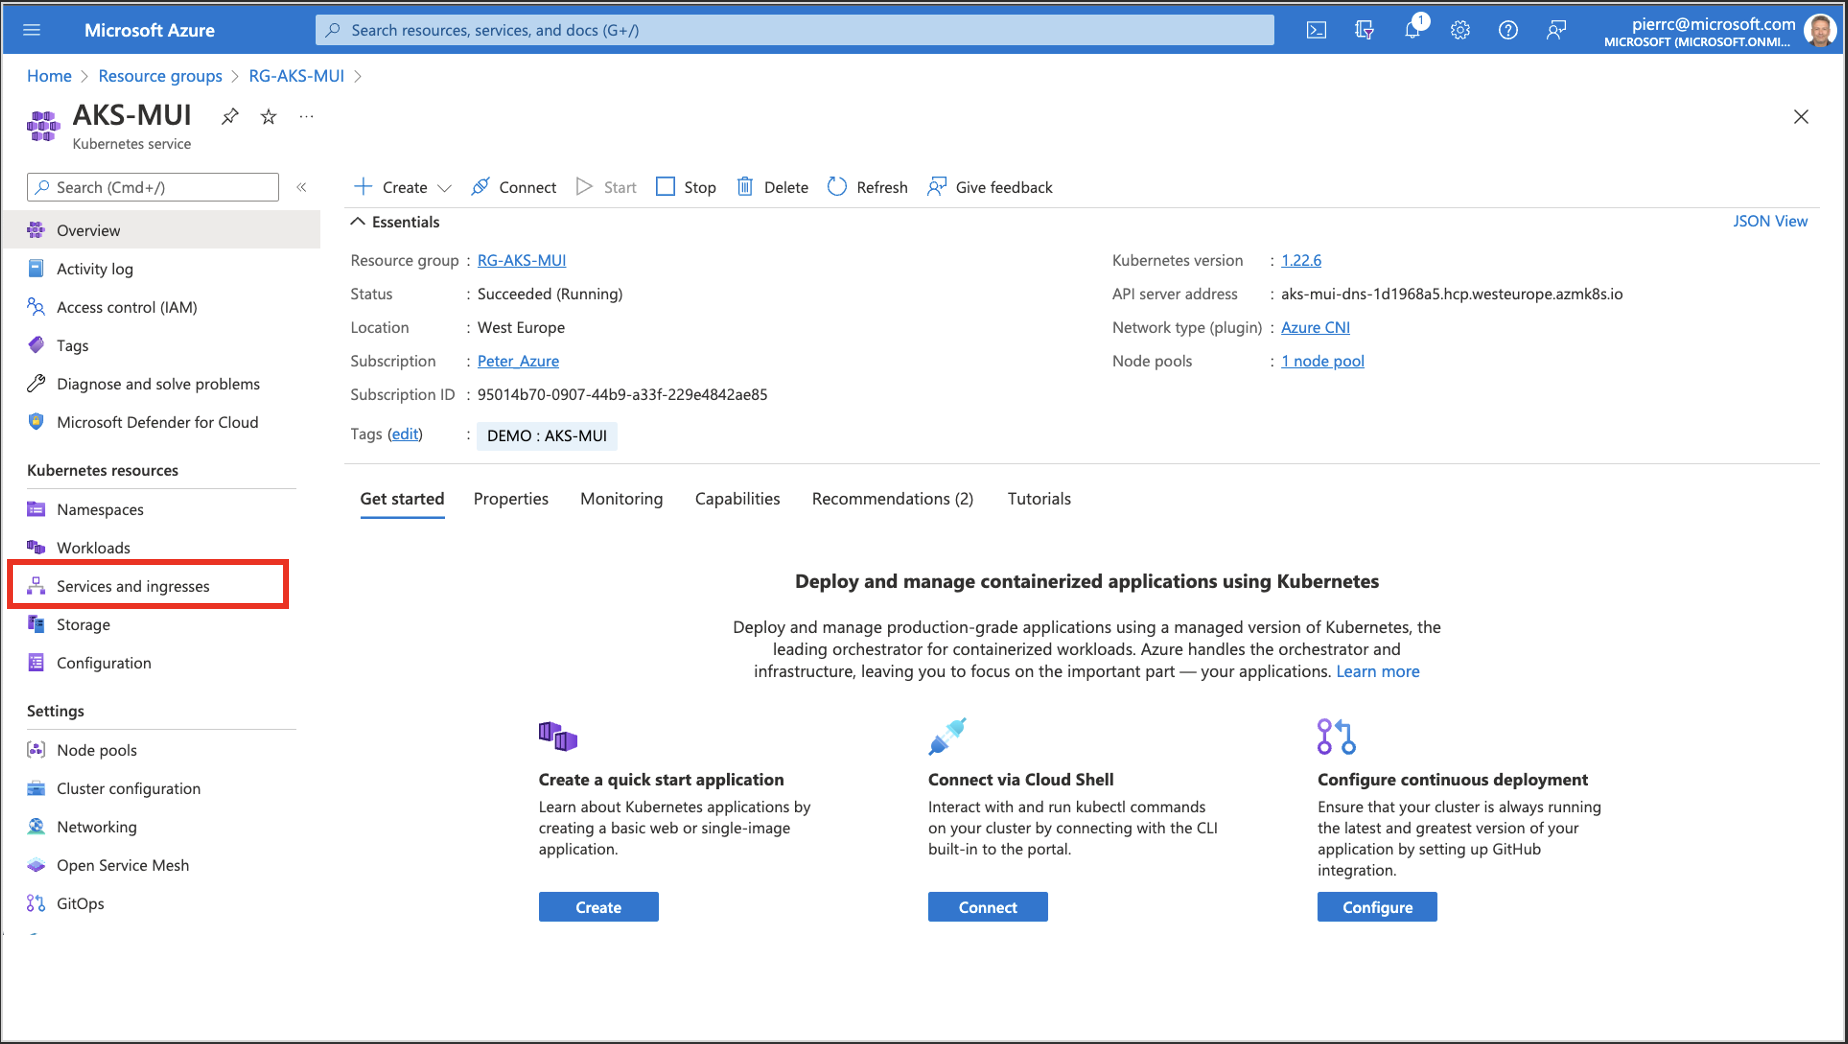 Microsoft Azure
Search resources, services, and docs (G+/)
1
pierrc@microsoft.com
MICROSOFT (MICROSOFT.ONMI...
Home > Resource groups > RG-AKS-MUI >
AKS-MUI
...
Kubernetes service
Search (Cmd+/)
«
Create
Connect
Start
Stop
Delete
Refresh
Give feedback
Overview
Activity log
Access control (IAM)
Tags
Diagnose and solve problems
Microsoft Defender for Cloud
Kubernetes resources
Namespaces
Workloads
Services and ingresses
Storage
Configuration
Settings
Node pools
Cluster configuration
Networking
Open Service Mesh
GitOps
Essentials
JSON View
Resource group : RG-AKS-MUI
Status : Succeeded (Running)
Location : West Europe
Subscription : Peter_Azure
Subscription ID : 95014b70-0907-44b9-a33f-229e4842ae85
Tags (edit) : DEMO : AKS-MUI
Kubernetes version : 1.22.6
API server address : aks-mui-dns-1d1968a5.hcp.westeurope.azmk8s.io
Network type (plugin) : Azure CNI
Node pools : 1 node pool
Get started
Properties
Monitoring
Capabilities
Recommendations (2)
Tutorials
Deploy and manage containerized applications using Kubernetes
Deploy and manage production-grade applications using a managed version of Kubernetes, the
leading orchestrator for containerized workloads. Azure handles the orchestrator and
infrastructure, leaving you to focus on the important part — your applications. Learn more
Create a quick start application
Learn about Kubernetes applications by
creating a basic web or single-image
application.
Create
Connect via Cloud Shell
Interact with and run kubectl commands
on your cluster by connecting with the CLI
built-in to the portal.
Connect
Configure continuous deployment
Ensure that your cluster is always running
the latest and greatest version of your
application by setting up GitHub
integration.
Configure